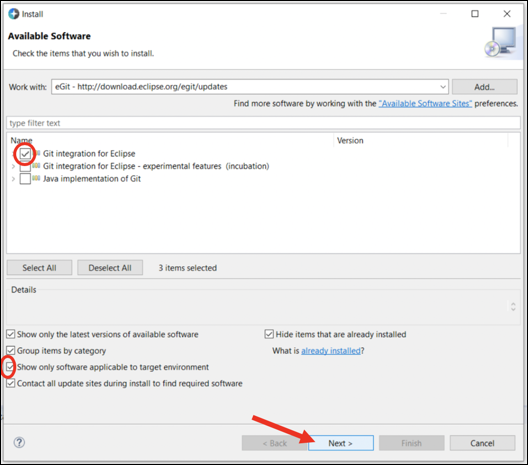 Install
Available Software
Check the items that you wish to install.
Work with: eGit - http://download.eclipse.org/egit/updates Add...
Find more software by working with the "Available Software Sites" preferences.
type filter text
Name Version
Git integration for Eclipse
Git integration for Eclipse - experimental features (incubation)
Java implementation of Git
Select All Deselect All 3 items selected
Details
Show only the latest versions of available software Hide items that are already installed
Group items by category What is already installed?
Show only software applicable to target environment
Contact all update sites during install to find required software
? < Back Next > Finish Cancel